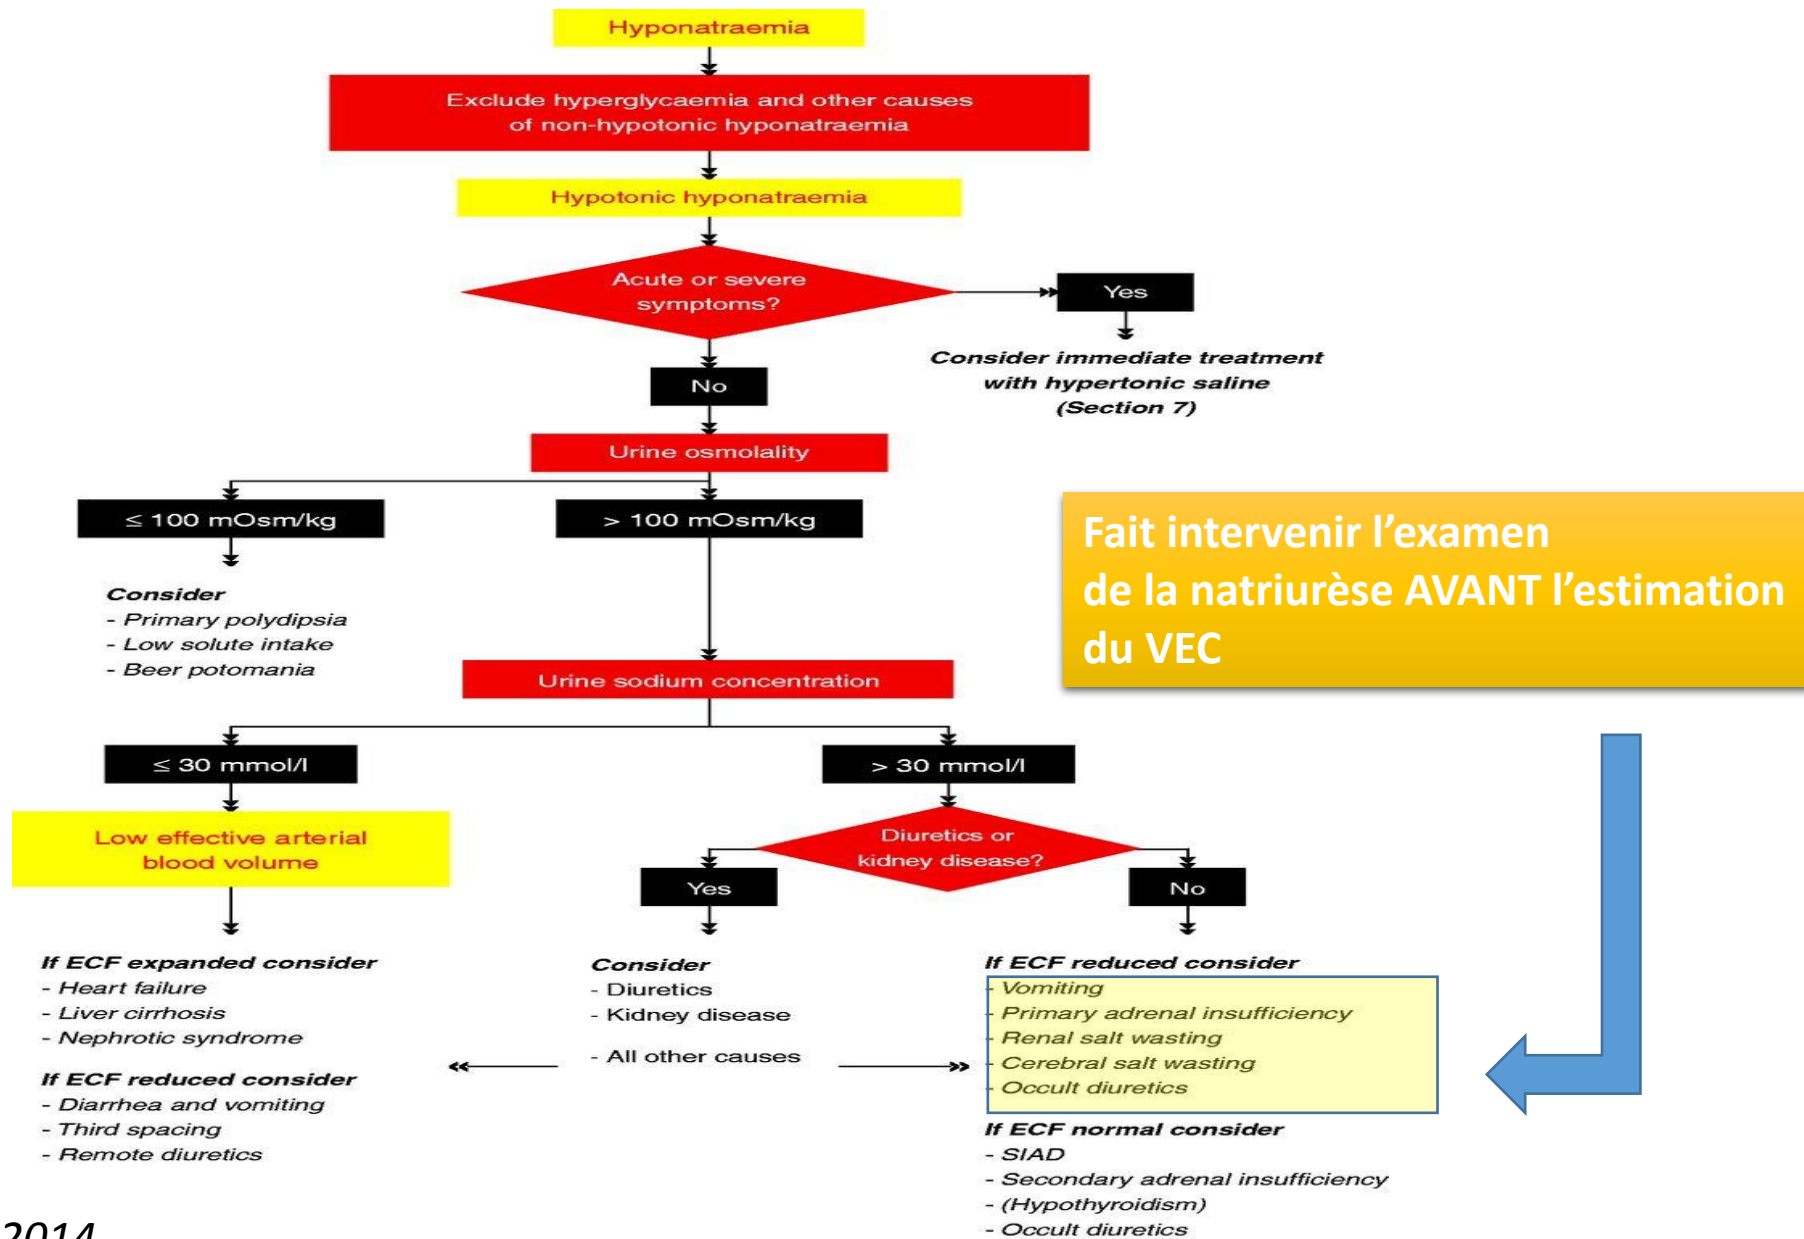 Hyponatraemia
Exclude hyperglycaemia and other causes
of non-hypotonic hyponatraemia
Hypotonic hyponatraemia
Acute or severe
symptoms?
Yes
Consider immediate treatment
with hypertonic saline
(Section 7)
No
Urine osmolality
≤ 100 mOsm/kg
> 100 mOsm/kg
Consider
- Primary polydipsia
- Low solute intake
- Beer potomania
Fait intervenir l’examen
de la natriurèse AVANT l’estimation
du VEC
Urine sodium concentration
≤ 30 mmol/l
> 30 mmol/l
Low effective arterial
blood volume
Diuretics or
kidney disease?
Yes
No
If ECF expanded consider
- Heart failure
- Liver cirrhosis
- Nephrotic syndrome
If ECF reduced consider
- Diarrhea and vomiting
- Third spacing
- Remote diuretics
Consider
- Diuretics
- Kidney disease
- All other causes
If ECF reduced consider
- Vomiting
- Primary adrenal insufficiency
- Renal salt wasting
- Cerebral salt wasting
- Occult diuretics
If ECF normal consider
- SIAD
- Secondary adrenal insufficiency
- (Hypothyroidism)
- Occult diuretics
2014